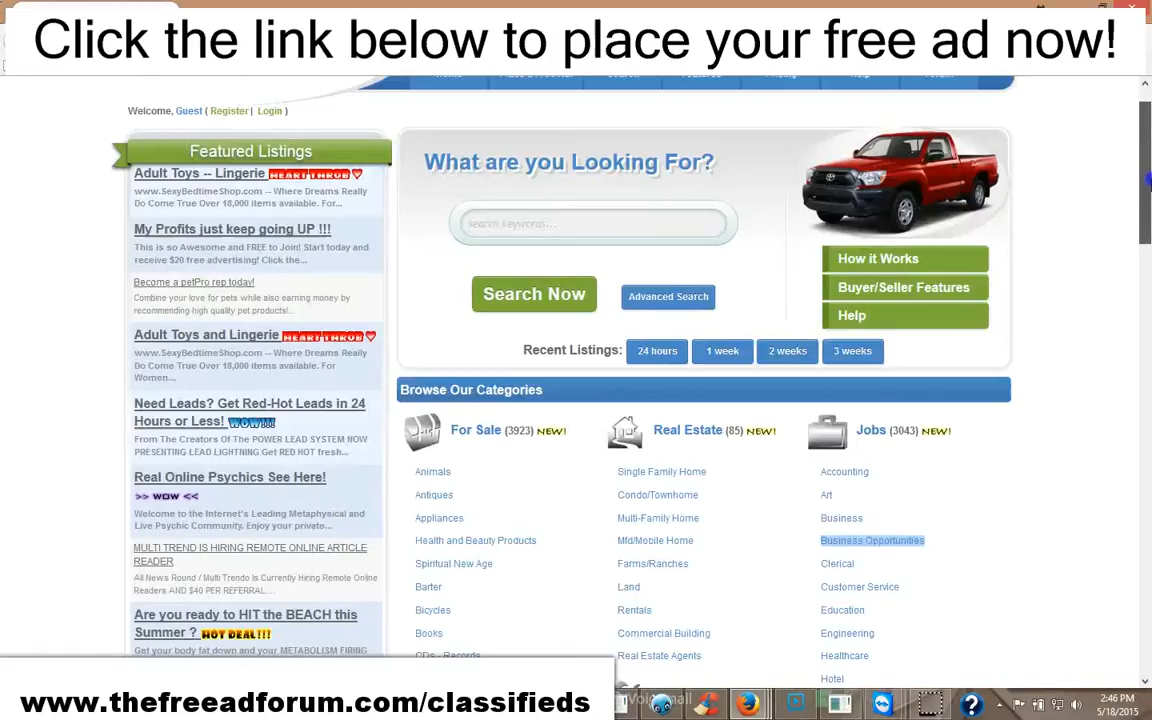 Click the link below to place your free ad now!
Welcome, Guest ( Register | Login )
Featured Listings
Adult Toys -- Lingerie HEART THROB
www.SexyBedtimeShop.com -- Where Dreams Really
Do Come True Over 18,000 items available. For...
My Profits just keep going UP !!!
This is so Awesome and FREE to Join! Start today and
receive $20 free advertising! Click the...
Become a petPro rep today!
Combine your love for pets while also earning money by
recommending high quality pet products!...
Adult Toys and Lingerie HEART THROB
www.SexyBedtimeShop.com -- Where Dreams Really
Do Come True Over 18,000 items available. For
Women...
Need Leads? Get Red-Hot Leads in 24
Hours or Less! WOW!!!
From The Creators Of The POWER LEAD SYSTEM NOW
PRESENTING LEAD LIGHTNING Get RED HOT fresh...
Real Online Psychics See Here!
>> WOW <<
Welcome to the Internet's Leading Metaphysical and
Live Psychic Community. Enjoy your private...
MULTI TREND IS HIRING REMOTE ONLINE ARTICLE
READER
All News Round / Multi Trendo Is Currently Hiring Remote Online
Readers AND $40 PER REFERRAL....
Are you ready to HIT the BEACH this
Summer ? HOT DEAL!!!
Get your body fat down and your METABOLISM FIRING
What are you Looking For?
search keywords...
Search Now
Advanced Search
How it Works
Buyer/Seller Features
Help
Recent Listings: 24 hours 1 week 2 weeks 3 weeks
Browse Our Categories
For Sale (3923) NEW!
Animals
Antiques
Appliances
Health and Beauty Products
Spiritual New Age
Barter
Bicycles
Books
CDs - Records
Real Estate (85) NEW!
Single Family Home
Condo/Townhome
Multi-Family Home
Mfd/Mobile Home
Farms/Ranches
Land
Rentals
Commercial Building
Real Estate Agents
Jobs (3043) NEW!
Accounting
Art
Business
Business Opportunities
Clerical
Customer Service
Education
Engineering
Healthcare
Hotel
www.thefreeadforum.com/classifieds
2:46 PM
5/18/2015